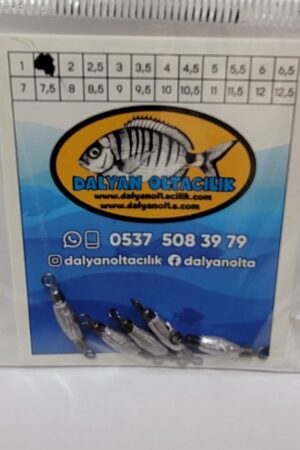 1 2 2,5 3 3,5 4 4,5 5 5,5 6 6,5
7 7,5 8 8,5 9 9,5 10 10,5 11 11,5 12 12,5
DALYAN OLTACILIK
www.dalyanoltacilik.com
www.dalyanolta.com
0537 508 39 79
dalyanoltacılık dalyanolta